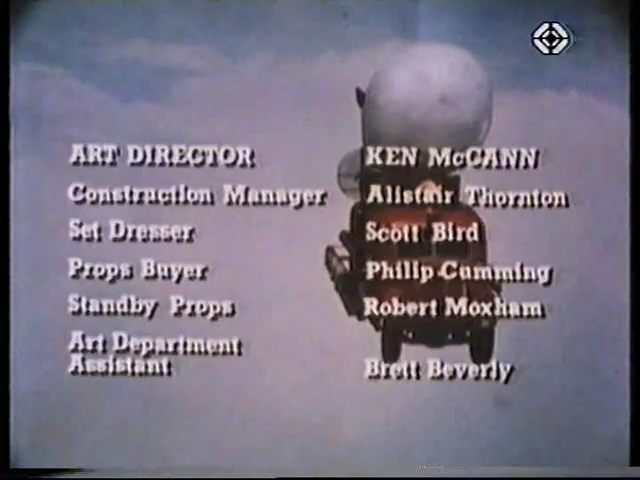 ART DIRECTOR KEN McCANN
Construction Manager Alistair Thornton
Set Dresser Scott Bird
Props Buyer Philip Cumming
Standby Props Robert Moxham
Art Department
Assistant Brett Beverly